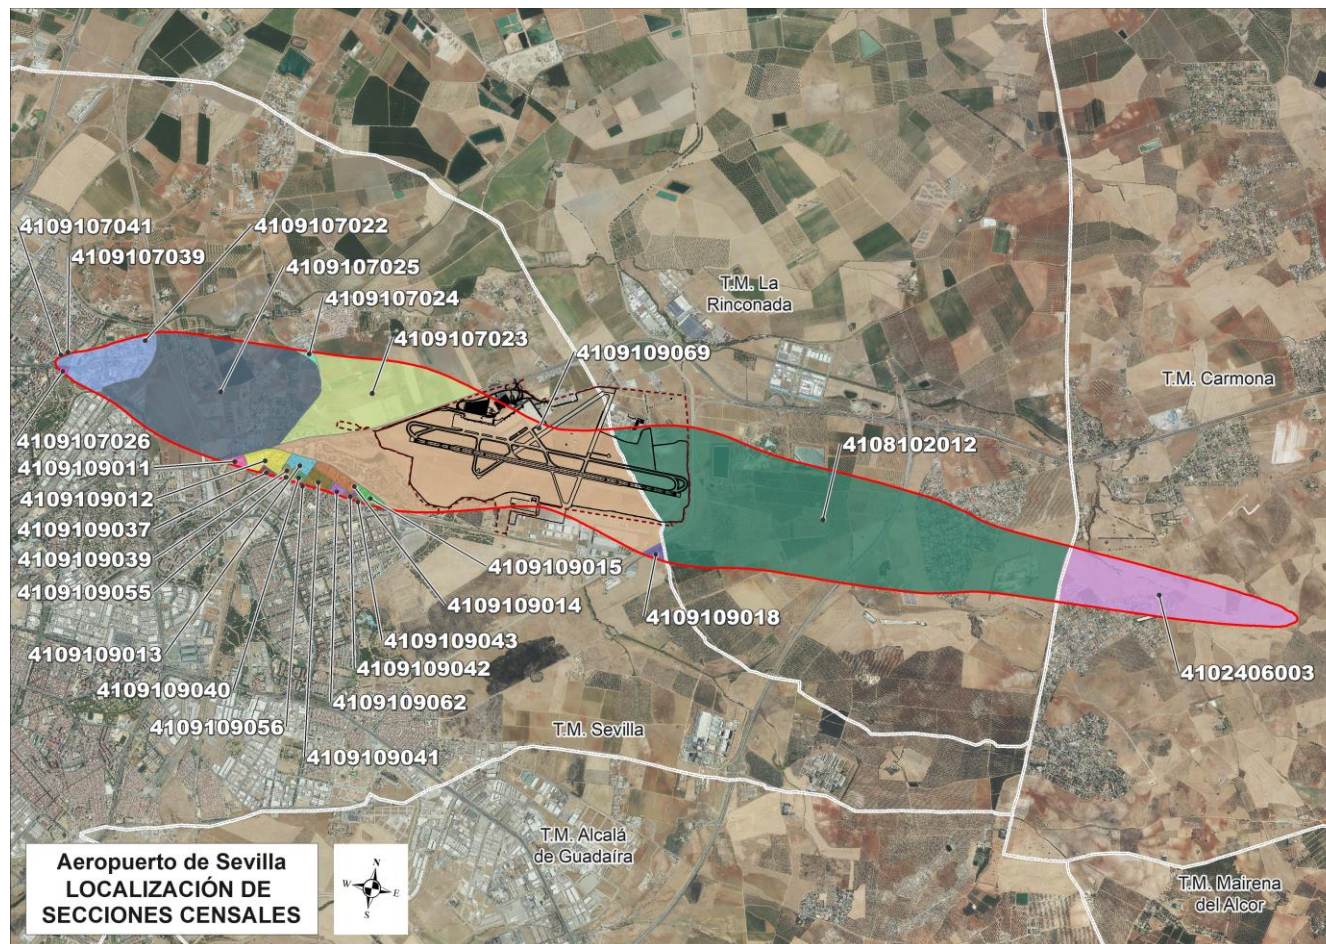 4109107041
4109107022
4109107039
4109107025
4109107024
4109107023
4109109069
T.M. La
Rinconada
T.M. Carmona
4109107026
4109109011
4109109012
4109109037
4109109039
4109109055
4109109013
4109109040
4109109056
4109109041
4109109062
4109109042
4109109043
4109109014
4109109015
4109109018
4108102012
4102406003
T.M. Sevilla
T.M. Alcalá
de Guadaíra
T.M. Mairena
del Alcor
Aeropuerto de Sevilla
LOCALIZACIÓN DE
SECCIONES CENSALES
N
W
E
S